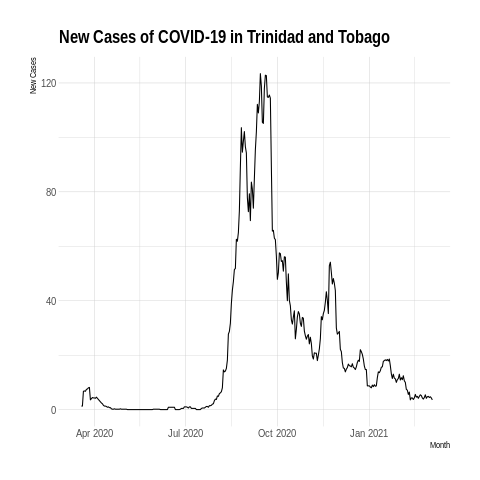 New Cases of COVID-19 in Trinidad and Tobago
New Cases
120
80
40
0
Apr 2020
Jul 2020
Oct 2020
Jan 2021
Month